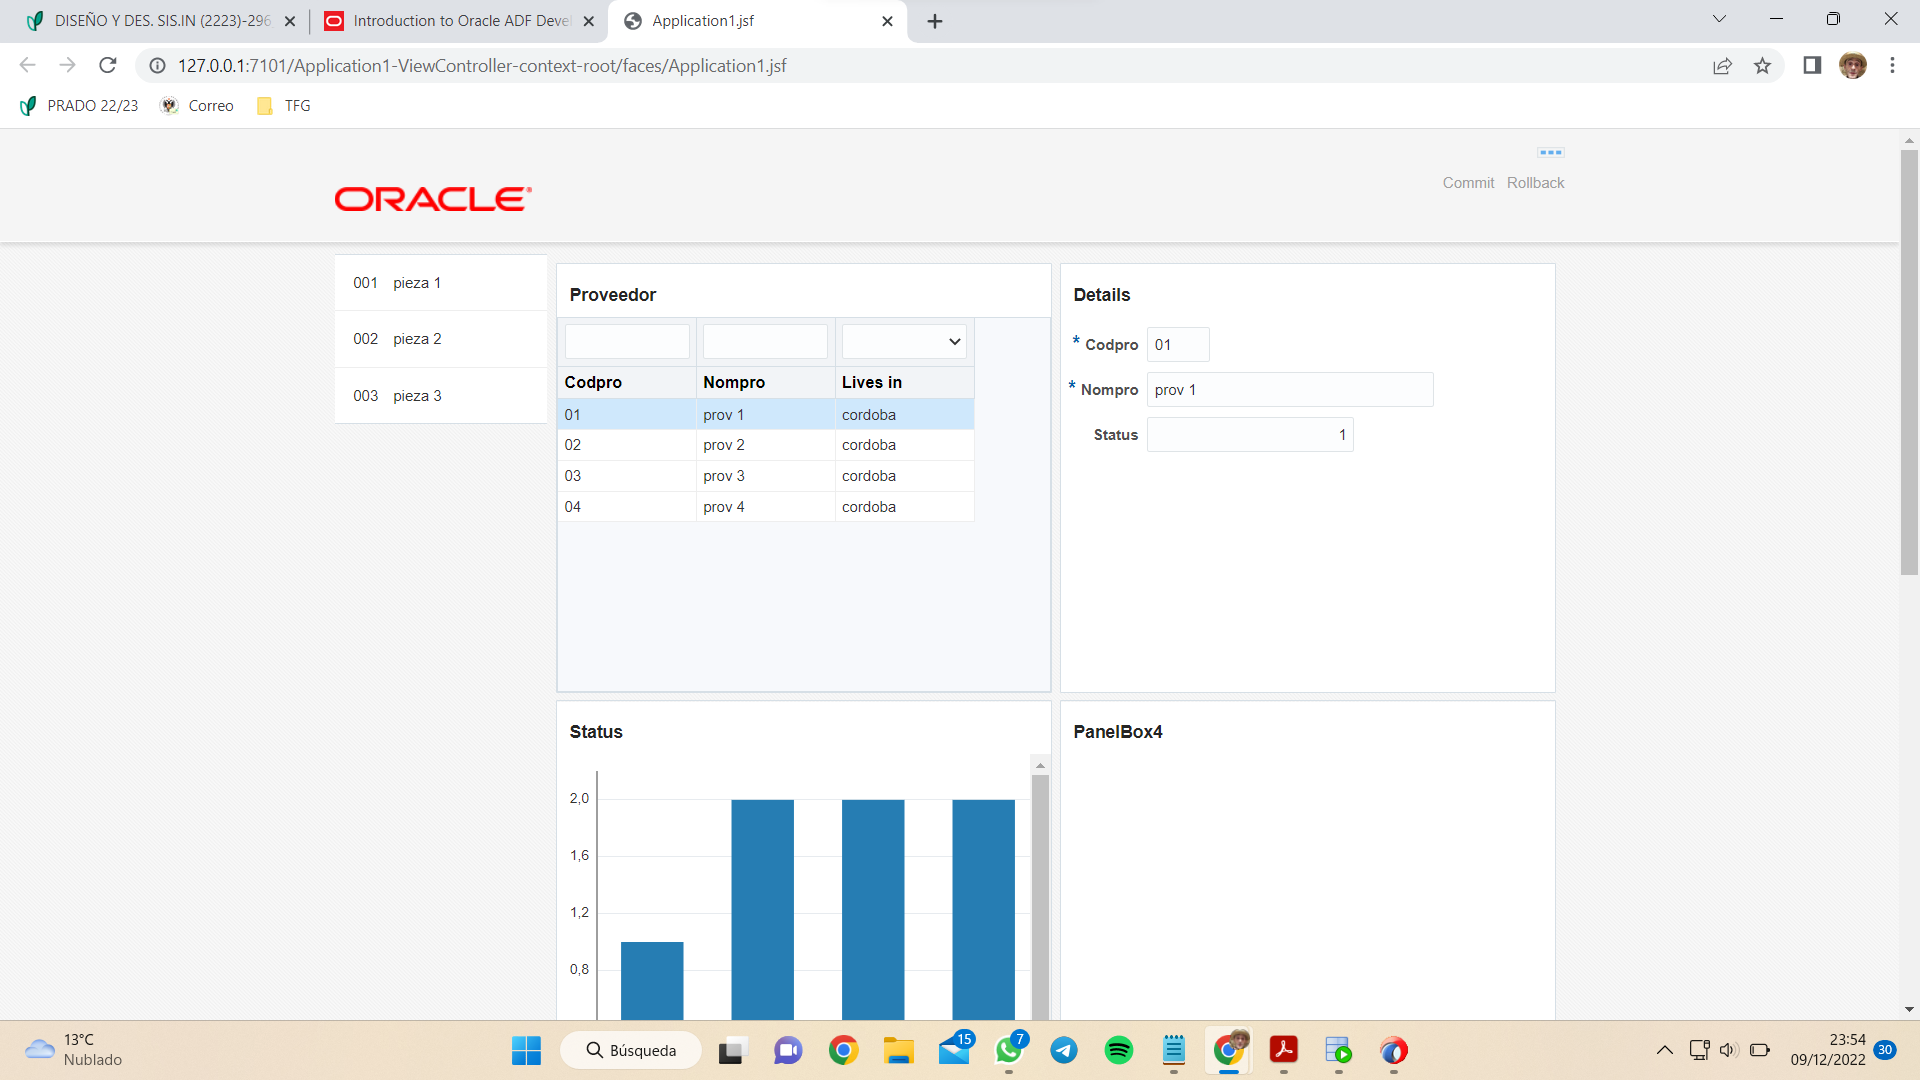 DISEÑO Y DES. SIS.IN (2223)-296
Introduction to Oracle ADF Deve
Application1.jsf
127.0.0.1:7101/Application1-ViewController-context-root/faces/Application1.jsf
PRADO 22/23
Correo
TFG
ORACLE
Commit Rollback
001 pieza 1
002 pieza 2
003 pieza 3
Proveedor
Codpro Nompro Lives in
01 prov 1 cordoba
02 prov 2 cordoba
03 prov 3 cordoba
04 prov 4 cordoba
Details
* Codpro 01
* Nompro prov 1
Status 1
Status
2,0
1,6
1,2
0,8
PanelBox4
13°C
Nublado
Búsqueda
15
7
23:54
09/12/2022
30